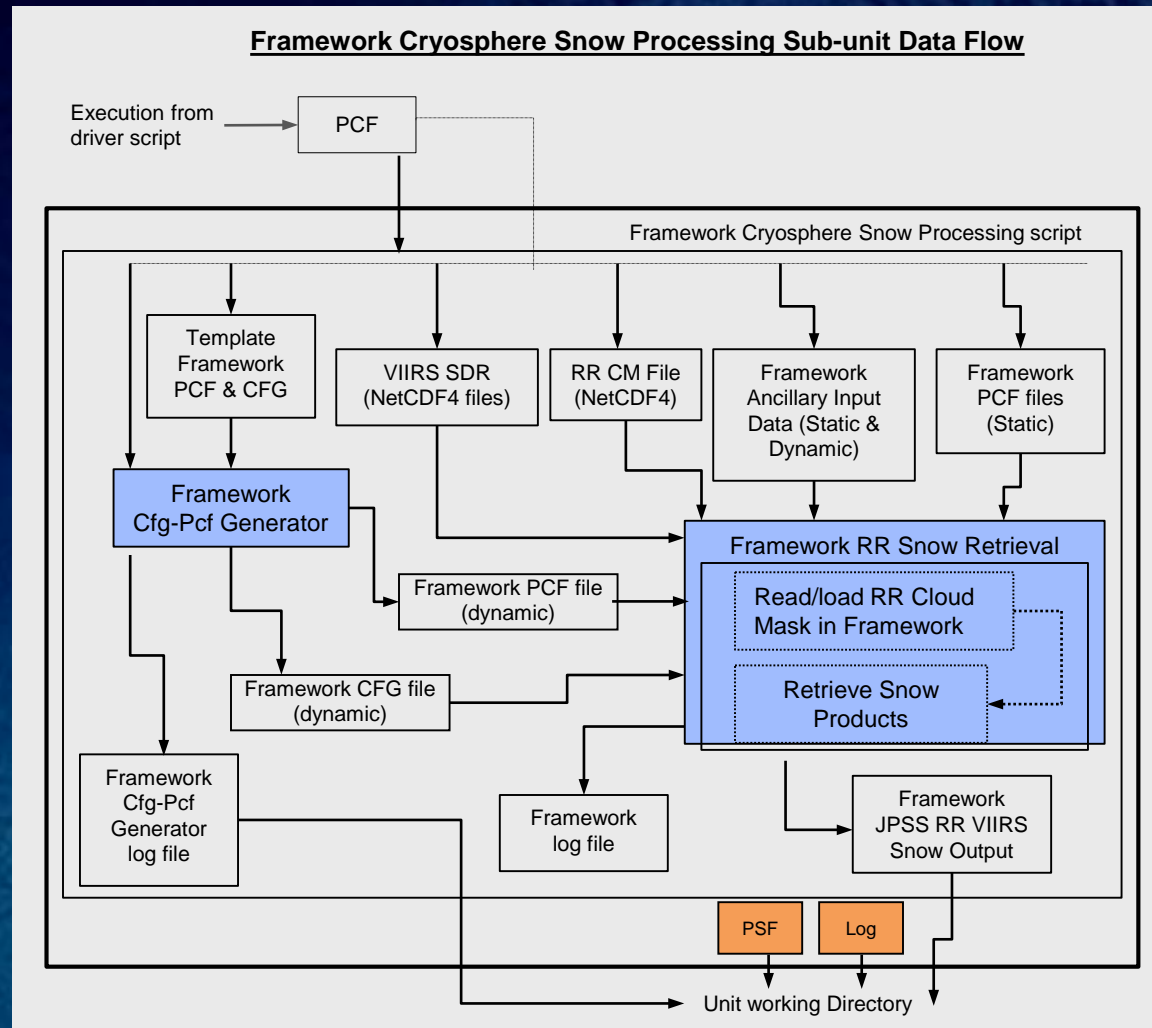 Framework Cryosphere Snow Processing Sub-unit Data Flow
Execution from
driver script
PCF
Framework Cryosphere Snow Processing script
Template
Framework
PCF & CFG
VIIRS SDR
(NetCDF4 files)
RR CM File
(NetCDF4)
Framework
Ancillary Input
Data (Static &
Dynamic)
Framework
PCF files
(Static)
Framework
Cfg-Pcf Generator
Framework RR Snow Retrieval
Framework PCF file
(dynamic)
Read/load RR Cloud
Mask in Framework
Framework CFG file
(dynamic)
Retrieve Snow
Products
Framework
Cfg-Pcf
Generator
log file
Framework
log file
Framework
JPSS RR VIIRS
Snow Output
PSF
Log
Unit working Directory